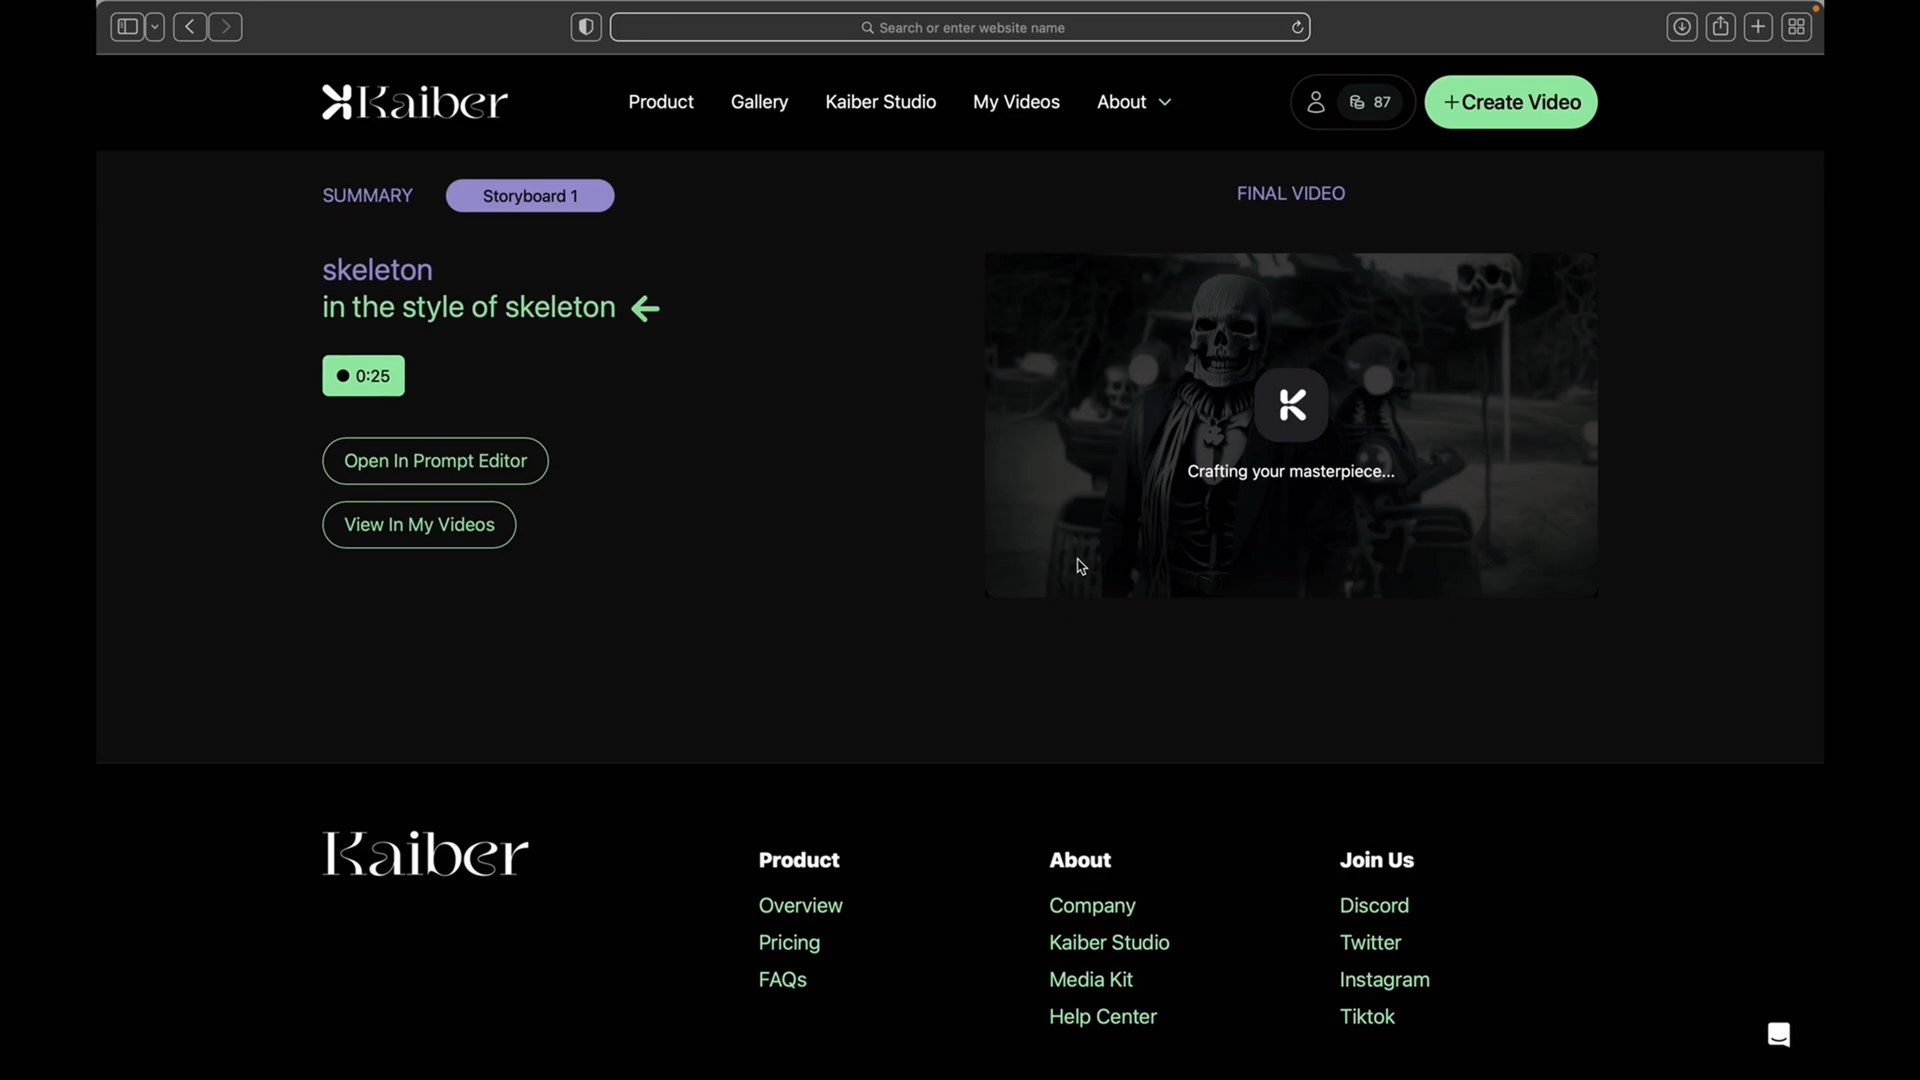 Search or enter website name
Kaiber
Product
Gallery
Kaiber Studio
My Videos
About
87
+Create Video
SUMMARY
Storyboard 1
FINAL VIDEO
skeleton
in the style of skeleton
0:25
Open In Prompt Editor
View In My Videos
K
Crafting your masterpiece...
Kaiber
Product
Overview
Pricing
FAQs
About
Company
Kaiber Studio
Media Kit
Help Center
Join Us
Discord
Twitter
Instagram
Tiktok